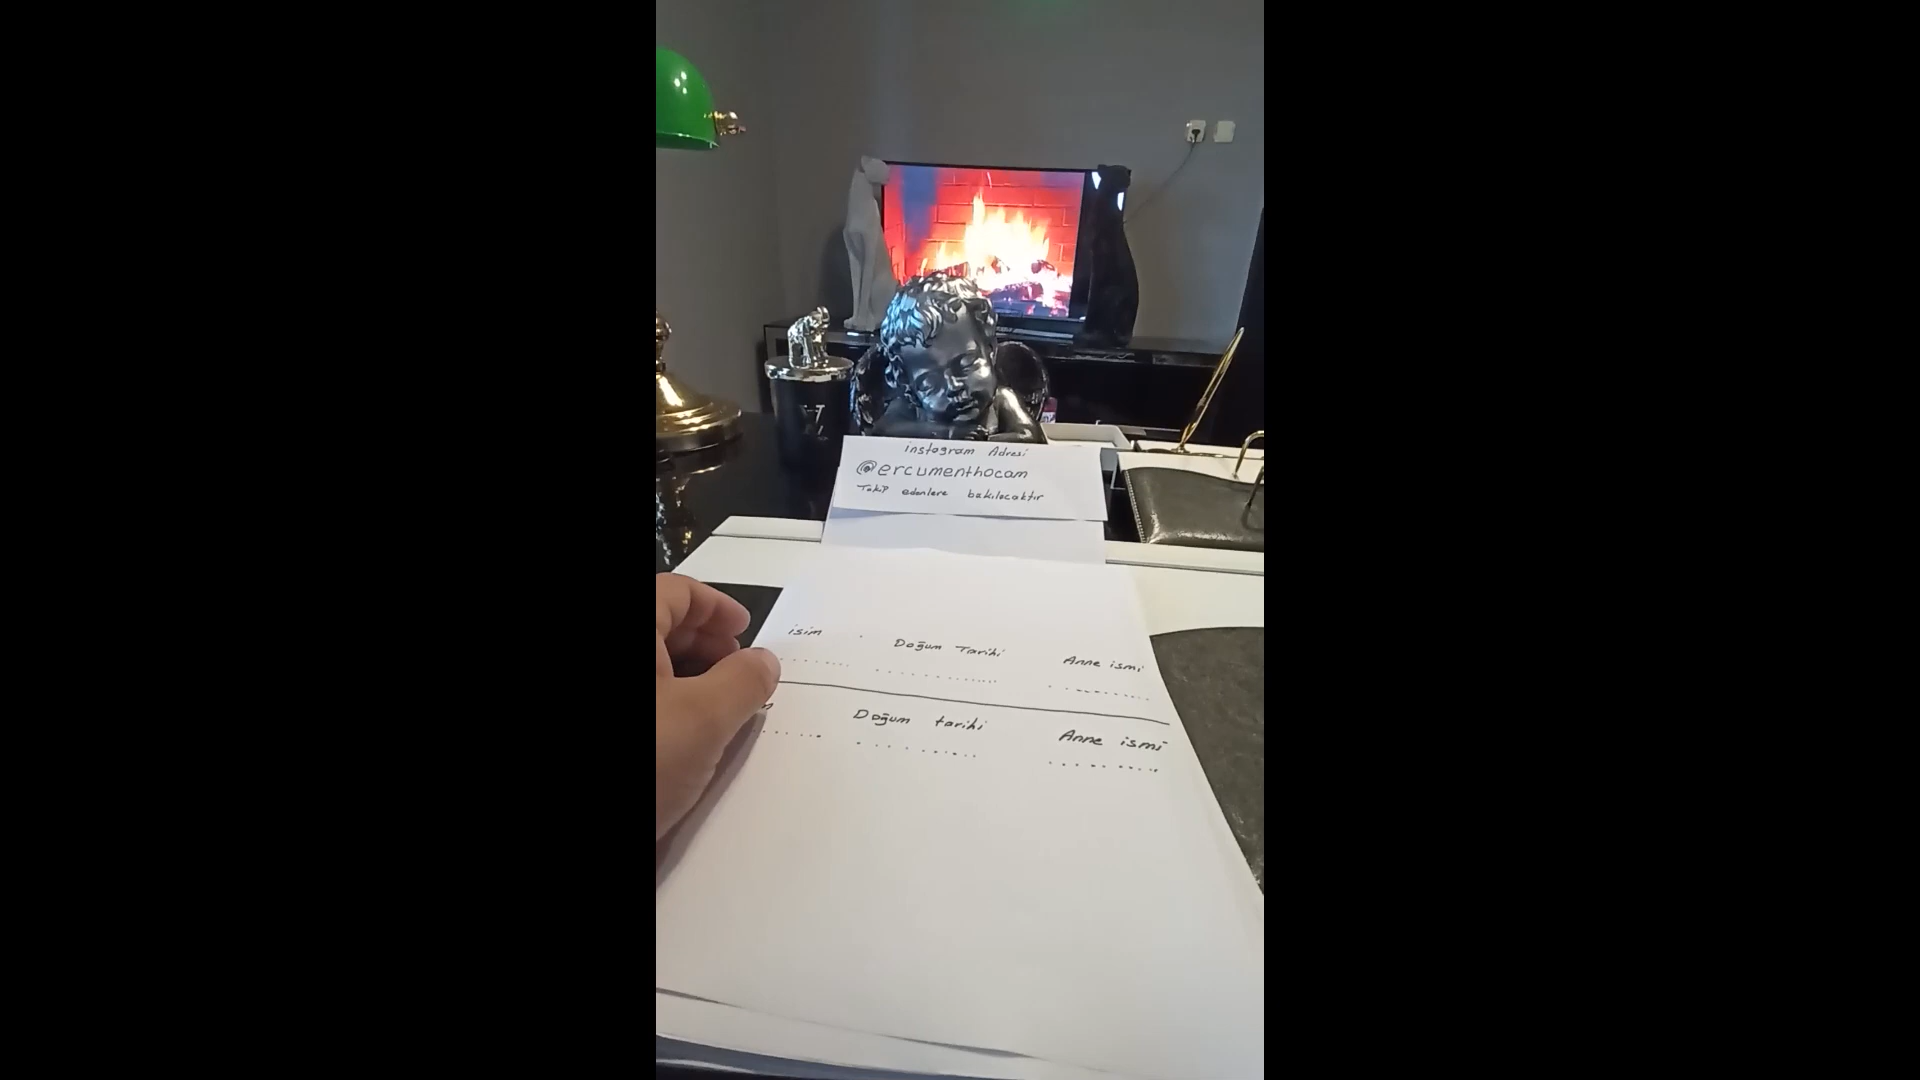 instagram Adresi
@ercumenthocam
Takip edenlere bakılacaktır
isim Doğum Tarihi Anne ismi
Doğum tarihi Anne ismi